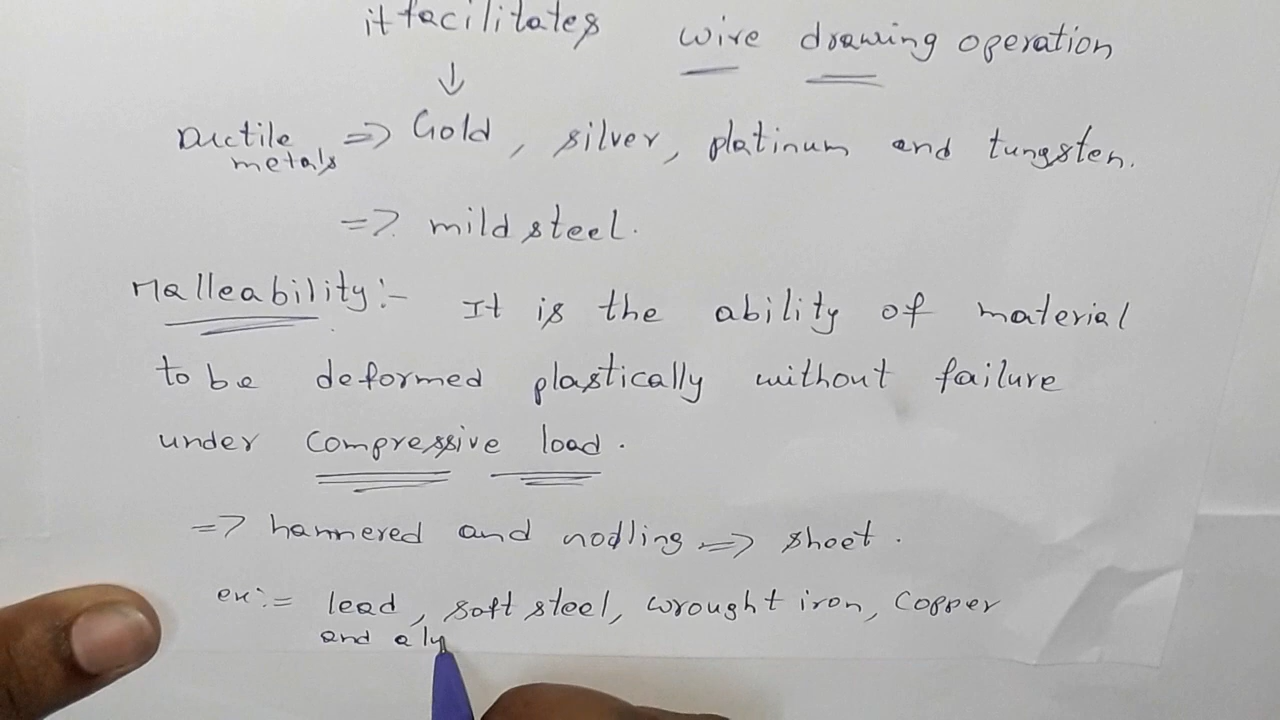 it facilitates wire drawing operation
↓
Ductile metals => Gold, silver, platinum and tungsten.
=> mild steel.
Malleability:- It is the ability of material
to be deformed plastically without failure
under compressive load.
=> hammered and rodling => sheet.
ex:= lead, soft steel, wrought iron, copper
and alu